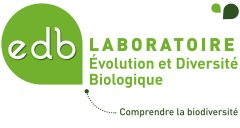 edb
LABORATOIRE
Évolution et Diversité
Biologique
Comprendre la biodiversité